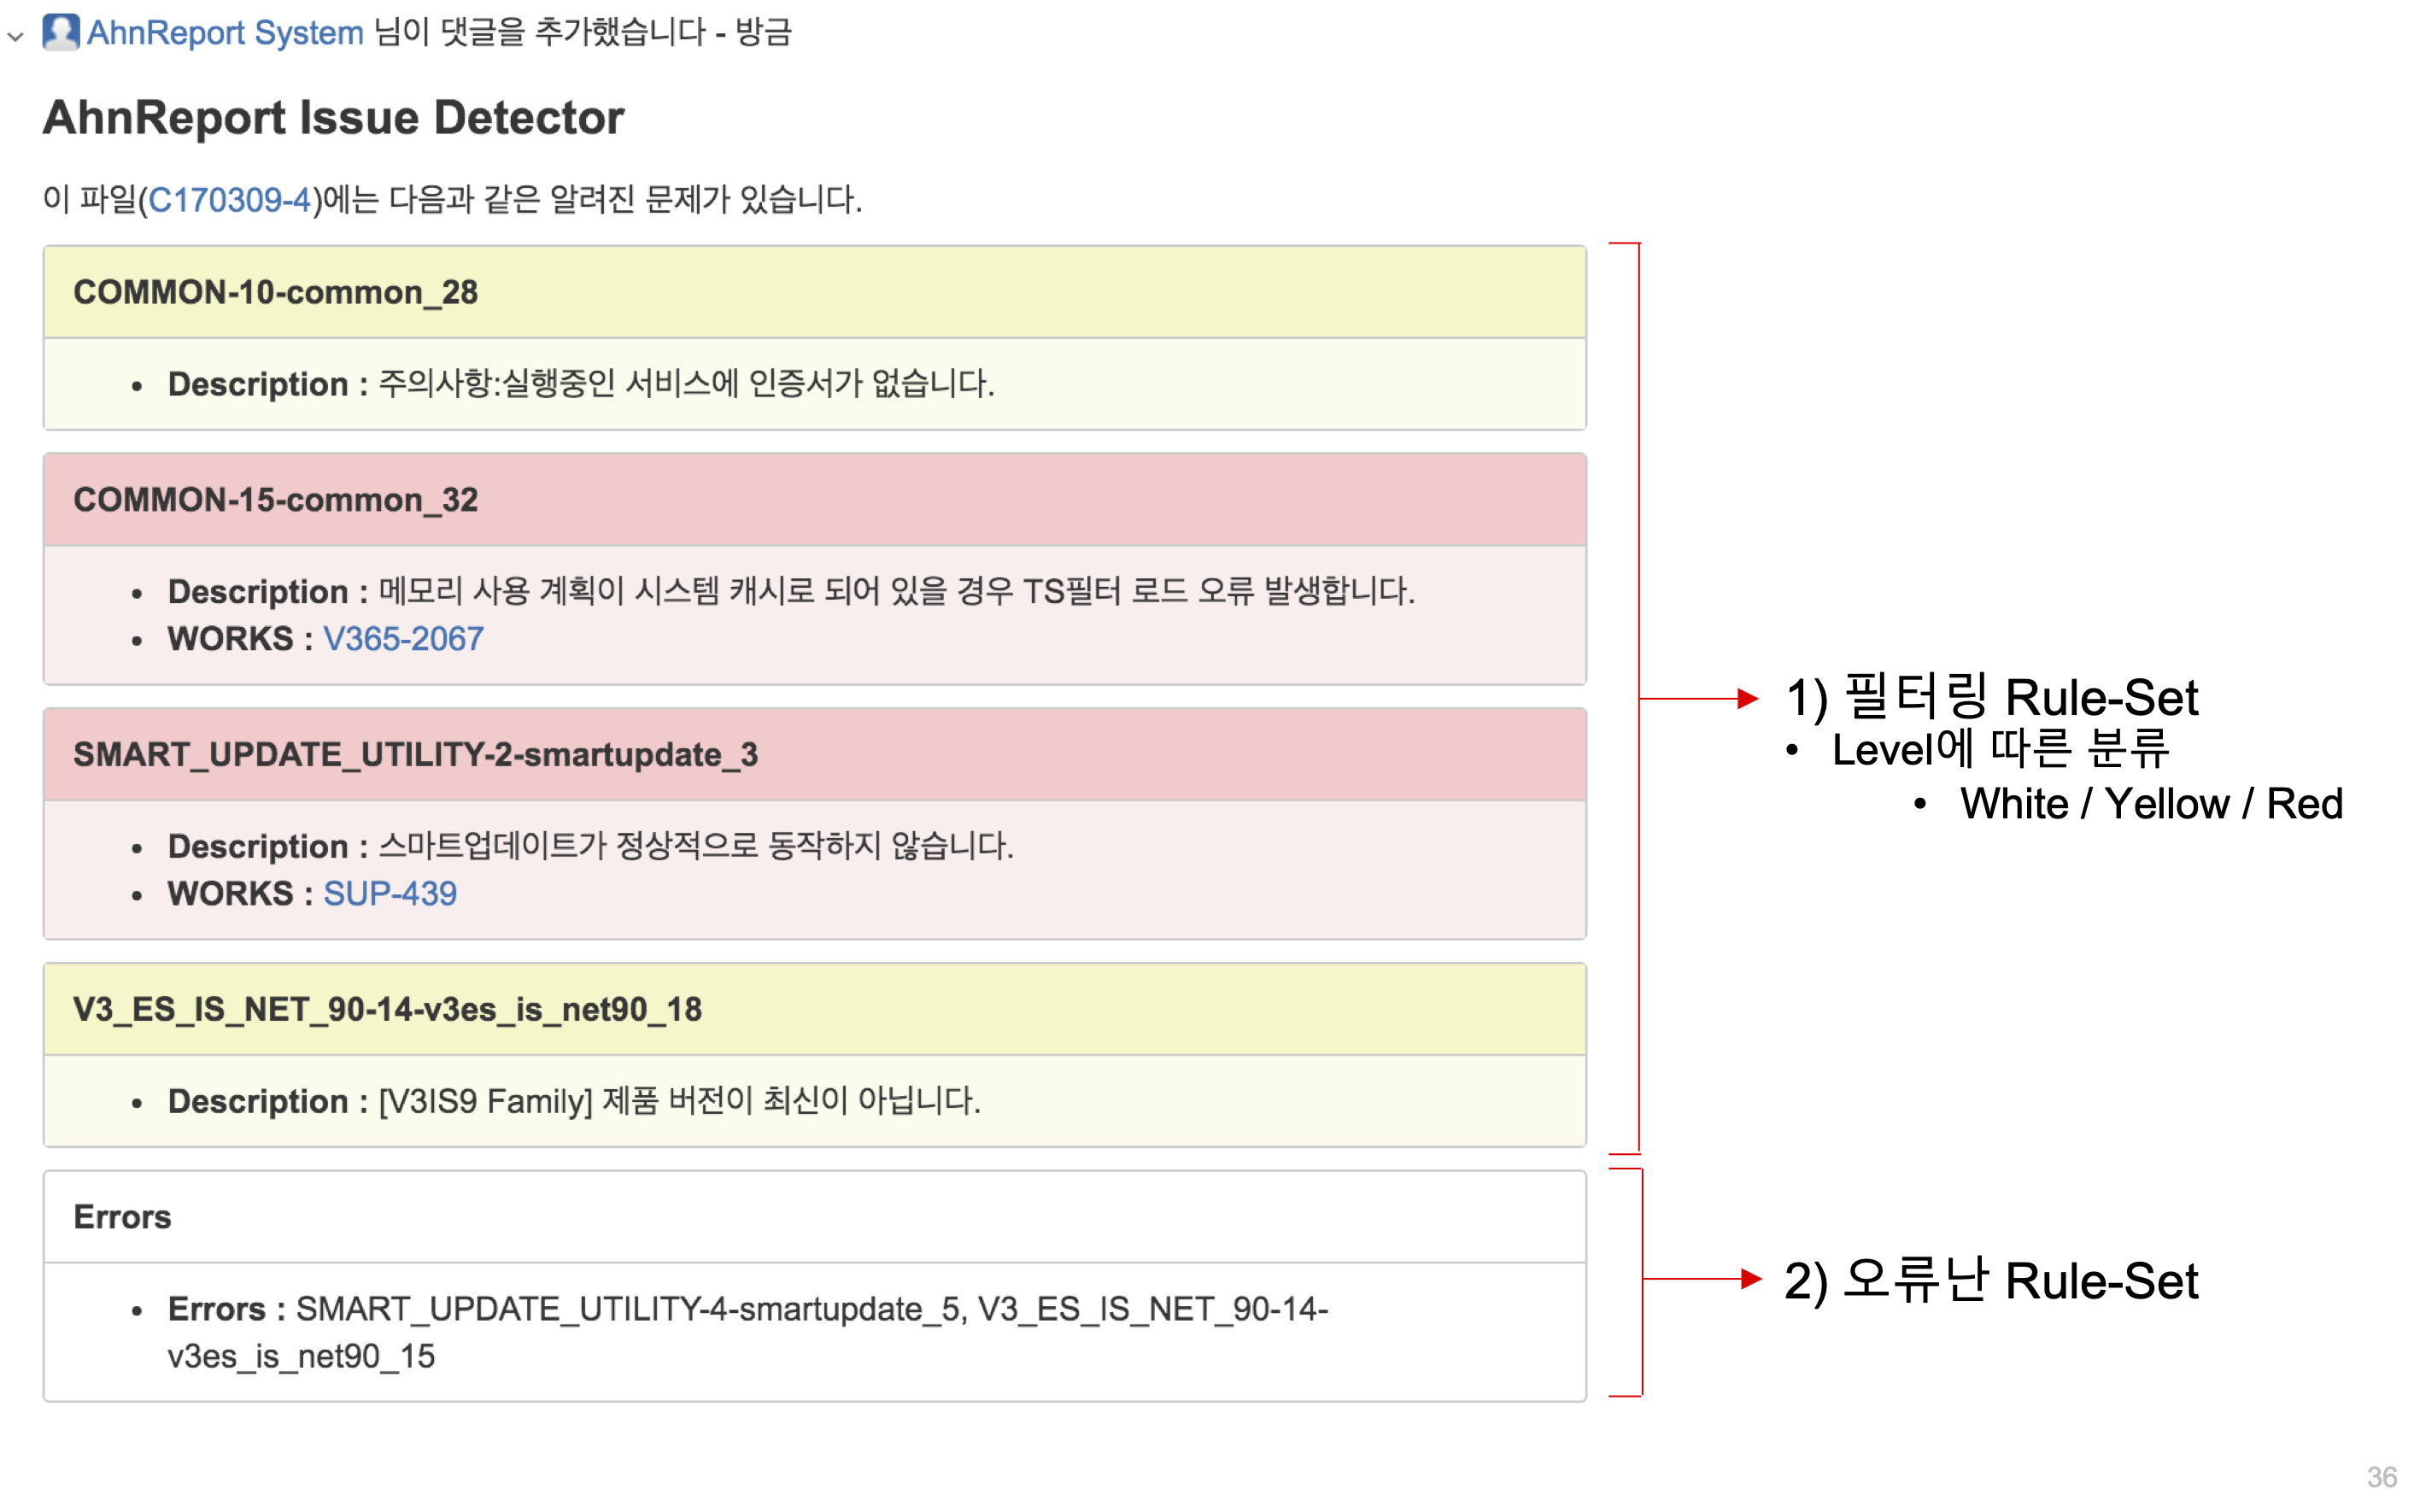 AhnReport System 님이 댓글을 추가했습니다 - 방금
AhnReport Issue Detector
이 파일(C170309-4)에는 다음과 같은 알려진 문제가 있습니다.
COMMON-10-common_28
• Description : 주의사항:실행중인 서비스에 인증서가 없습니다.
COMMON-15-common_32
• Description : 메모리 사용 계획이 시스템 캐시로 되어 있을 경우 TS필터 로드 오류 발생합니다.
• WORKS : V365-2067
SMART_UPDATE_UTILITY-2-smartupdate_3
• Description : 스마트업데이트가 정상적으로 동작하지 않습니다.
• WORKS : SUP-439
V3_ES_IS_NET_90-14-v3es_is_net90_18
• Description : [V3IS9 Family] 제품 버전이 최신이 아닙니다.
Errors
• Errors : SMART_UPDATE_UTILITY-4-smartupdate_5, V3_ES_IS_NET_90-14-
v3es_is_net90_15
1) 필터링 Rule-Set
• Level에 따른 분류
• White / Yellow / Red
2) 오류난 Rule-Set
36